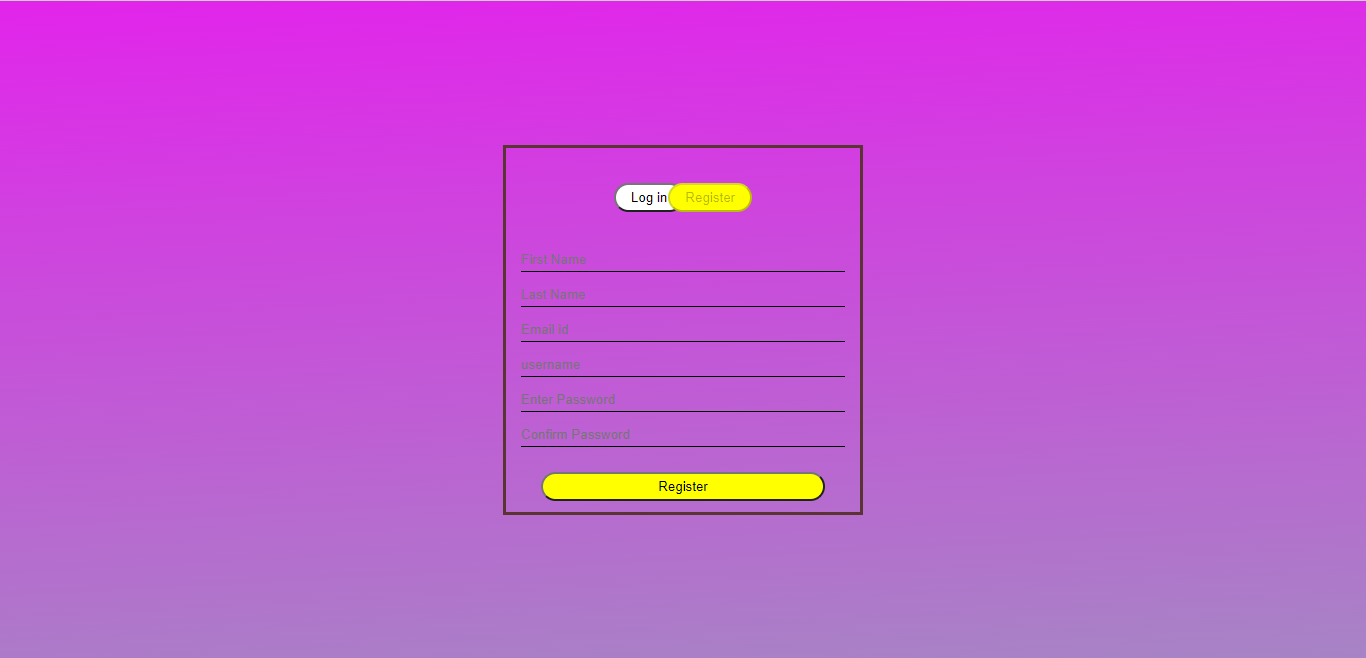 Log in Register
First Name
Last Name
Email id
username
Enter Password
Confirm Password
Register